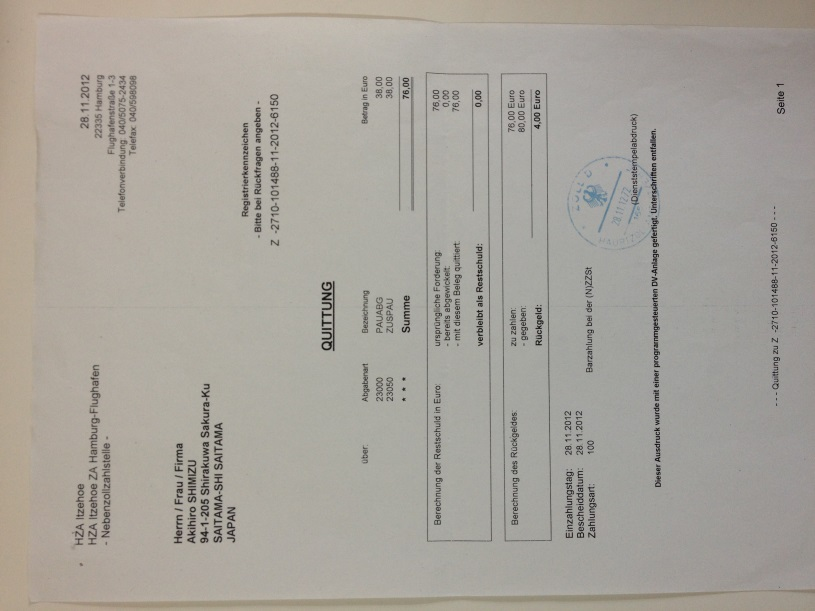 HZA Itzehoe
HZA Itzehoe ZA Hamburg-Flughafen
- Nebenzollzahlstelle -
28.11.2012
22335 Hamburg
Flughafenstraße 1-3
Telefonverbindung 040/5075-2434
Telefax: 040/598098
Herrn / Frau / Firma
Akihiro SHIMIZU
94-1-205 Shirakuwa Sakura-Ku
SAITAMA-SHI SAITAMA
JAPAN
Registrierkennzeichen
- Bitte bei Rückfragen angeben -
Z -2710-101488-11-2012-6150
QUITTUNG
über: Abgabenart Bezeichnung Betrag in Euro
23000 PAUABG 38,00
23050 ZUSPAU 38,00
* * * Summe 76,00
Berechnung der Restschuld in Euro: ursprüngliche Forderung: 76,00
- bereits abgewickelt: 0,00
- mit diesem Beleg quittiert: 76,00
verbleibt als Restschuld: 0,00
Berechnung des Rückgeldes: zu zahlen: 76,00 Euro
- gegeben: 80,00 Euro
Rückgeld: 4,00 Euro
Einzahlungstag: 28.11.2012
Bescheiddatum: 28.11.2012
Zahlungsart: 100 Barzahlung bei der (N)ZZSt
ZOLL
(Dienststempelabdruck)
Dieser Ausdruck wurde mit einer programmgesteuerten DV-Anlage gefertigt. Unterschriften entfallen.
- - - Quittung zu Z -2710-101488-11-2012-6150 - - -
Seite 1